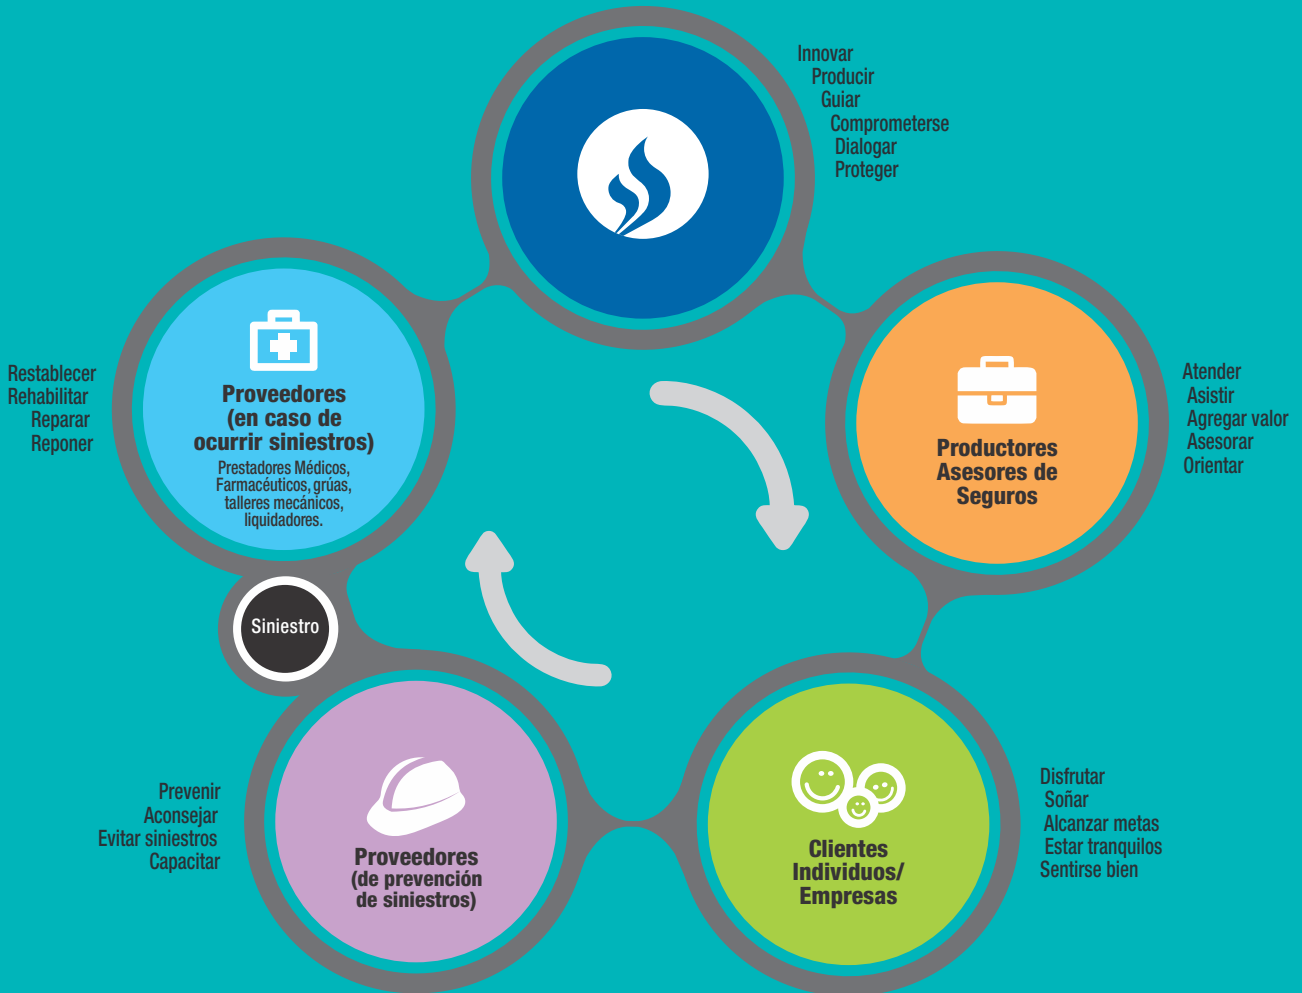 Innovar
Producir
Guiar
Comprometerse
Dialogar
Proteger
Productores
Asesores de
Seguros
Atender
Asistir
Agregar valor
Asesorar
Orientar
Clientes
Individuos/
Empresas
Disfrutar
Soñar
Alcanzar metas
Estar tranquilos
Sentirse bien
Proveedores
(de prevención
de siniestros)
Prevenir
Aconsejar
Evitar siniestros
Capacitar
Siniestro
Proveedores
(en caso de
ocurrir siniestros)
Prestadores Médicos,
Farmacéuticos, grúas,
talleres mecánicos,
liquidadores.
Restablecer
Rehabilitar
Reparar
Reponer